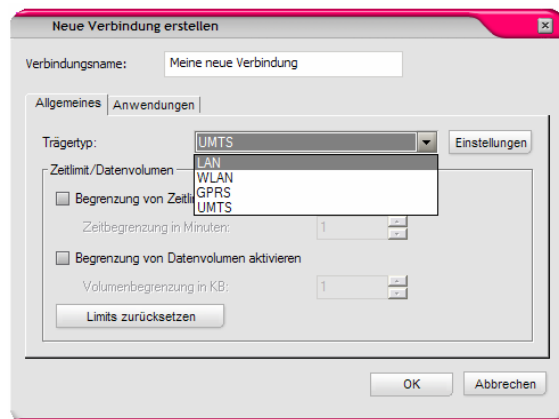 Neue Verbindung erstellen
Verbindungsname: Meine neue Verbindung
Allgemeines Anwendungen
Trägertyp: UMTS Einstellungen
LAN
WLAN
GPRS
UMTS
Zeitlimit/Datenvolumen
Begrenzung von
Zeitbegrenzung in Minuten: 1
Begrenzung von Datenvolumen aktivieren
Volumenbegrenzung in KB: 1
Limits zurücksetzen
OK Abbrechen